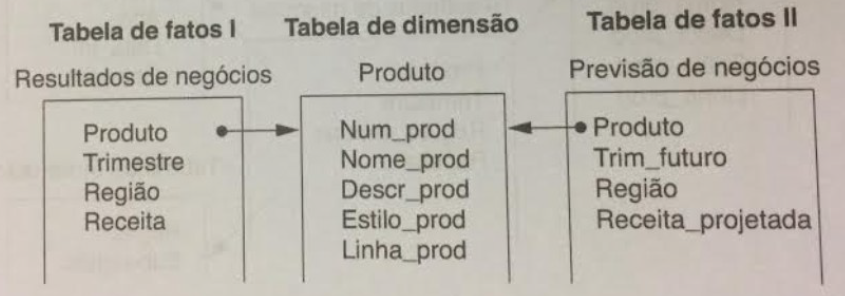 Tabela de fatos I
Resultados de negócios
Produto
Trimestre
Região
Receita
Tabela de dimensão
Produto
Num_prod
Nome_prod
Descr_prod
Estilo_prod
Linha_prod
Tabela de fatos II
Previsão de negócios
Produto
Trim_futuro
Região
Receita_projetada